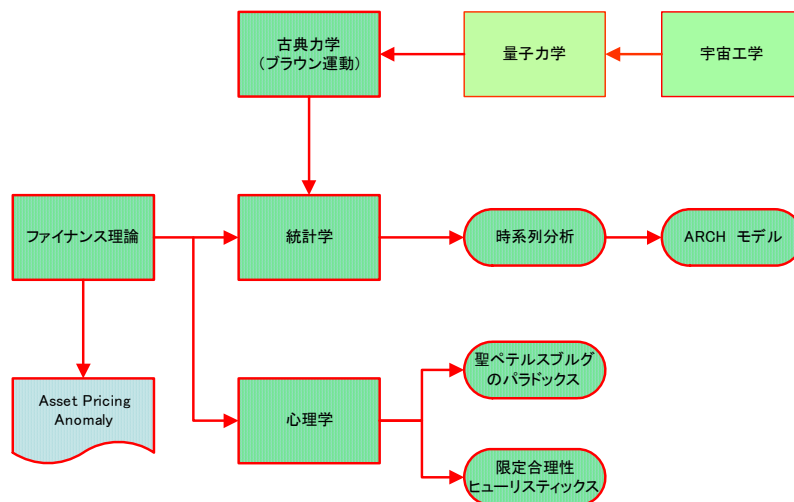 古典力学
（ブラウン運動）
量子力学
宇宙工学
ファイナンス理論
統計学
時系列分析
ARCH モデル
Asset Pricing
Anomaly
心理学
聖ペテルスブルグ
のパラドックス
限定合理性
ヒューリスティックス